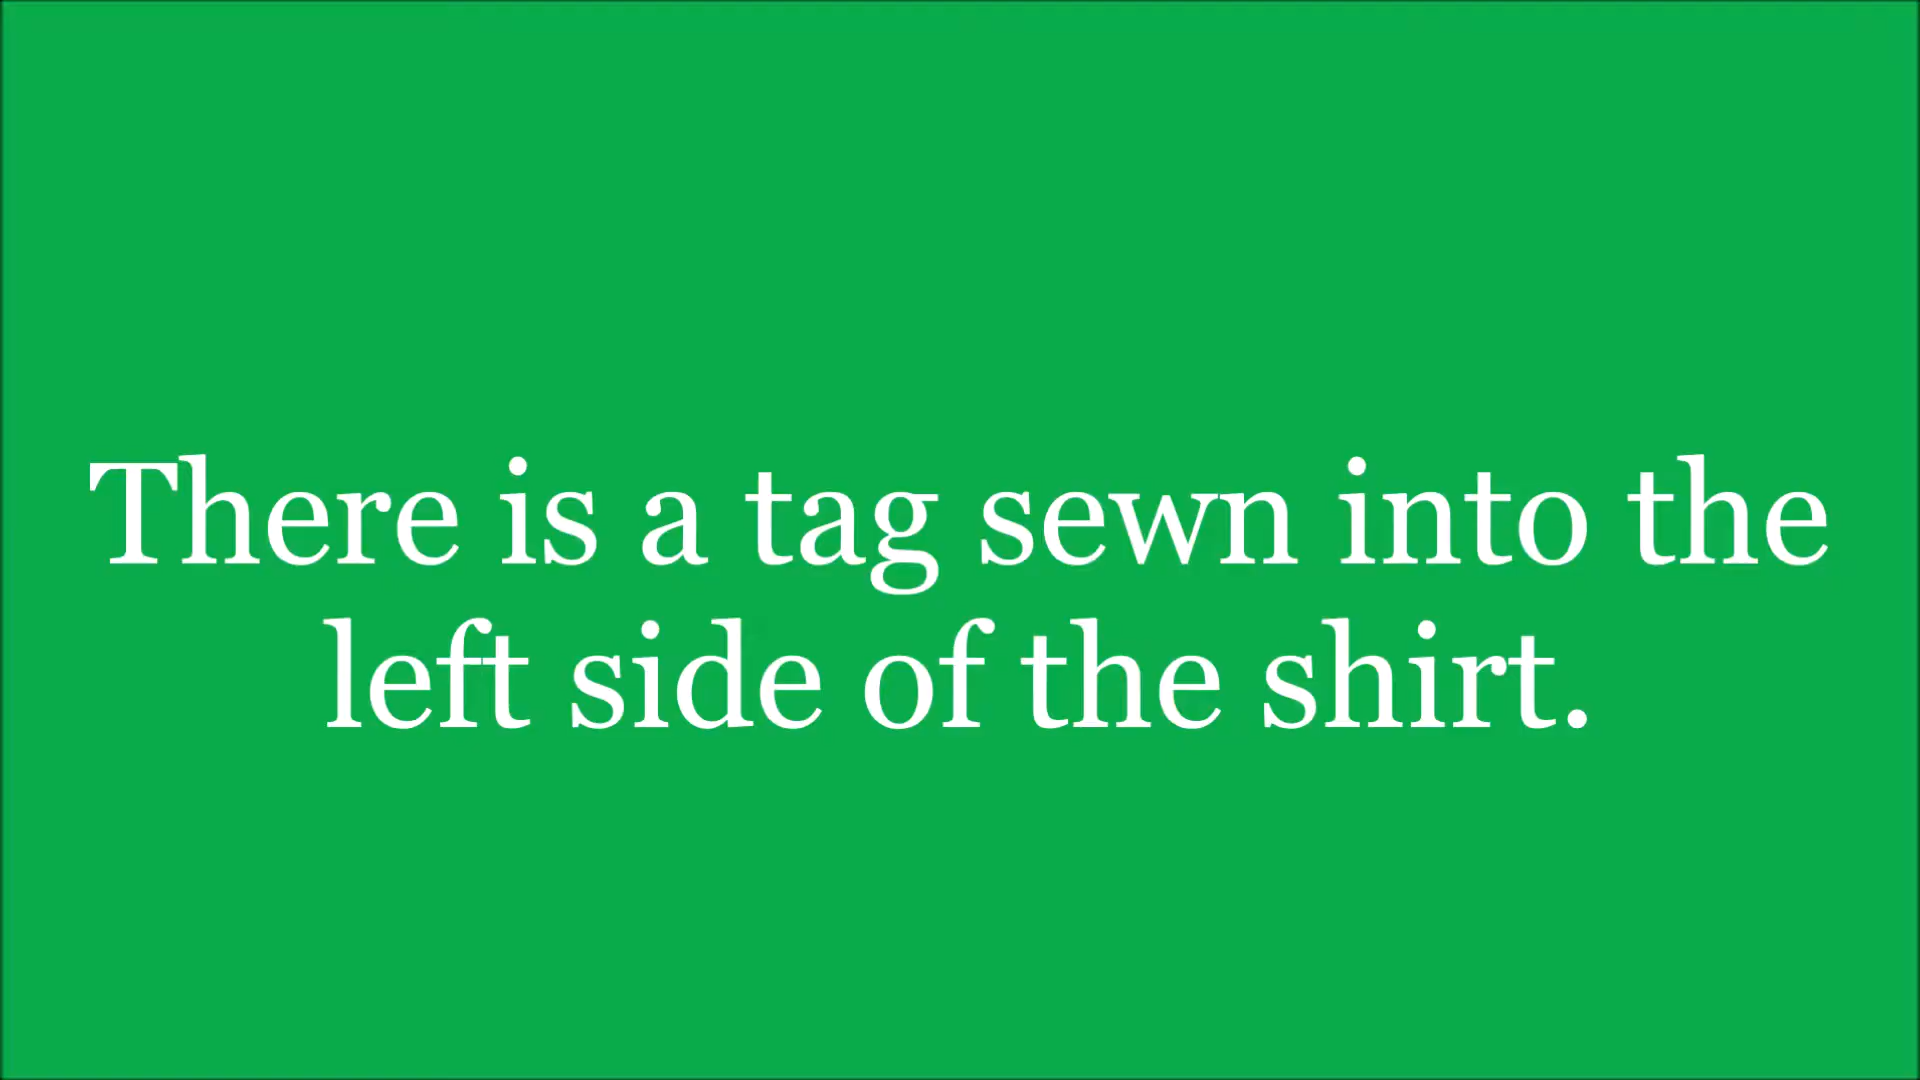 There is a tag sewn into the
left side of the shirt.